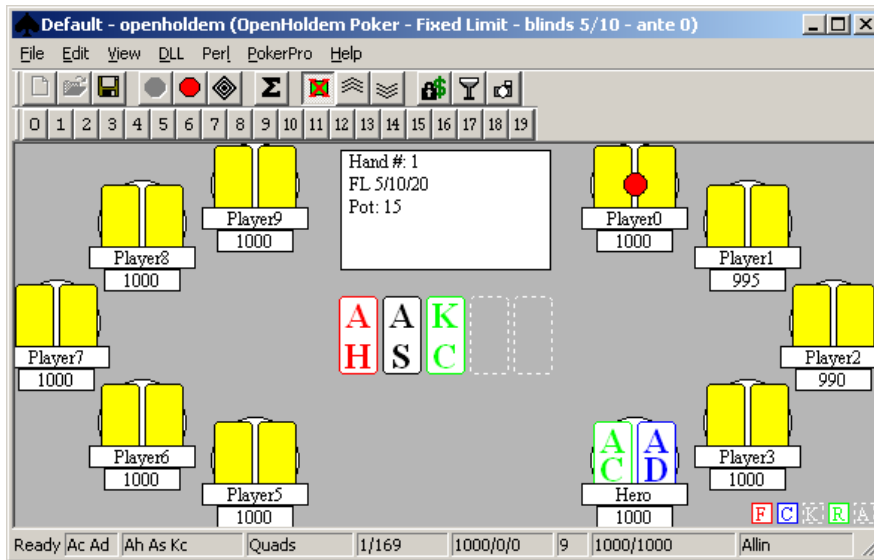 Default - openholdem (OpenHoldem Poker - Fixed Limit - blinds 5/10 - ante 0)
File Edit View DLL Perl PokerPro Help
Σ
0 1 2 3 4 5 6 7 8 9 10 11 12 13 14 15 16 17 18 19
Hand #: 1
FL 5/10/20
Pot: 15
Player9
1000
Player0
1000
Player8
1000
Player1
995
Player7
1000
A A K
H S C
Player2
990
Player6
1000
Player5
1000
A A
C D
Hero
1000
Player3
1000
F C K R A
Ready Ac Ad Ah As Kc Quads 1/169 1000/0/0 9 1000/1000 Allin